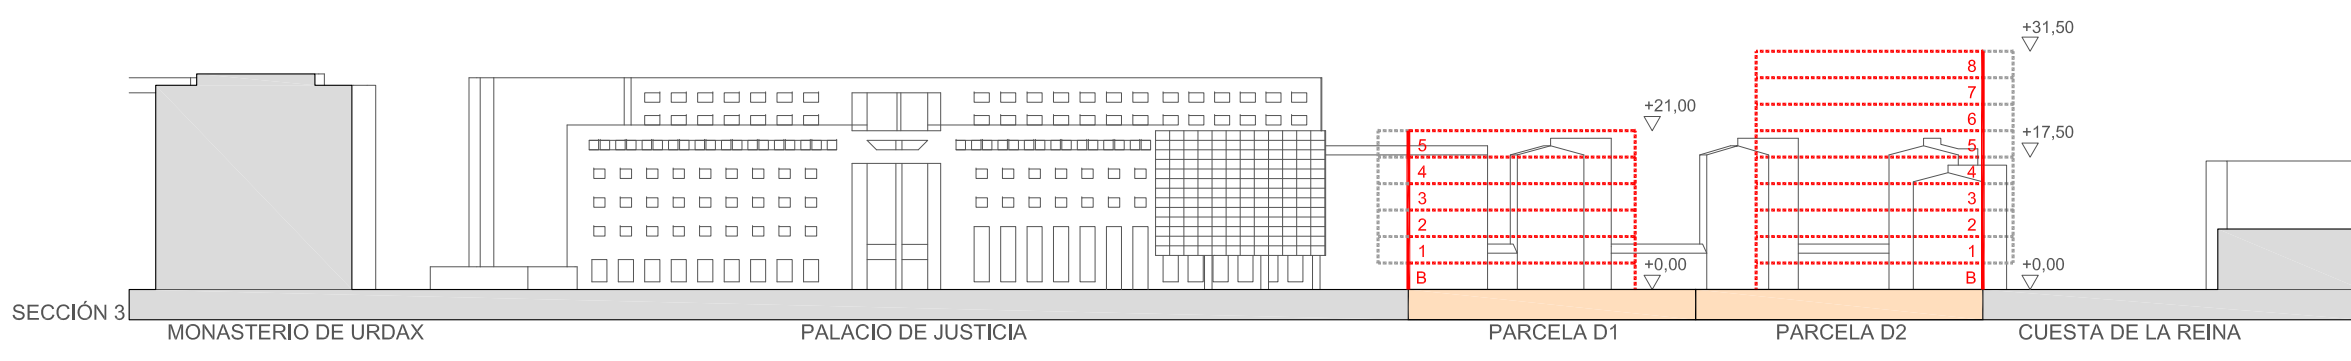 +31,50
8
7
+21,00
6
+17,50
5
5
4
4
3
3
2
2
1
1
+0,00
+0,00
B
B
SECCIÓN 3
MONASTERIO DE URDAX
PALACIO DE JUSTICIA
PARCELA D1
PARCELA D2
CUESTA DE LA REINA